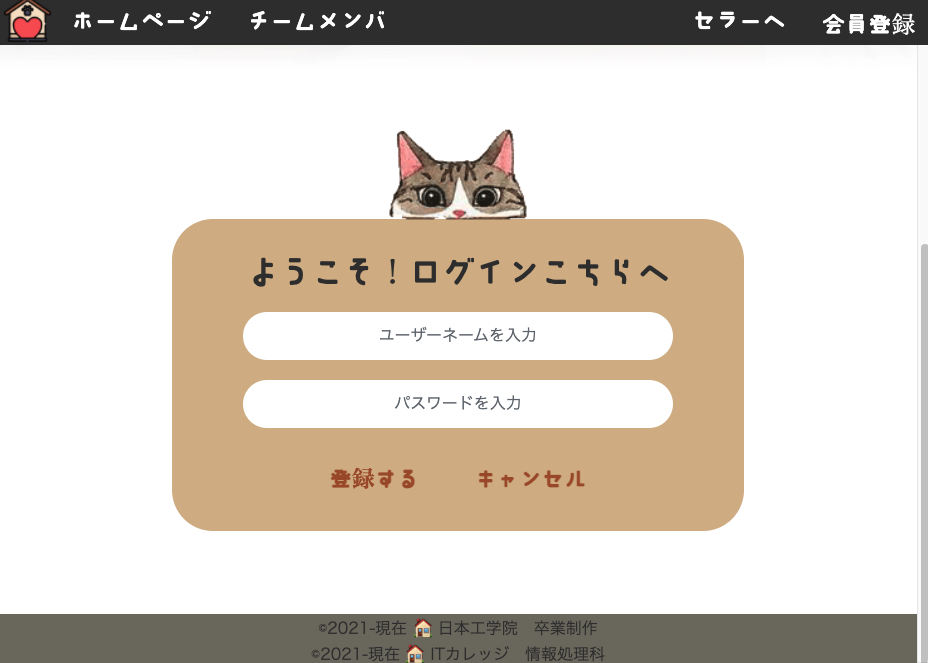 ホームページ チームメンバ セラーへ 会員登録
ようこそ！ログインこちらへ
ユーザーネームを入力
パスワードを入力
登録する キャンセル
©2021-現在 🏠 日本工学院 卒業制作
©2021-現在 🏠 ITカレッジ 情報処理科